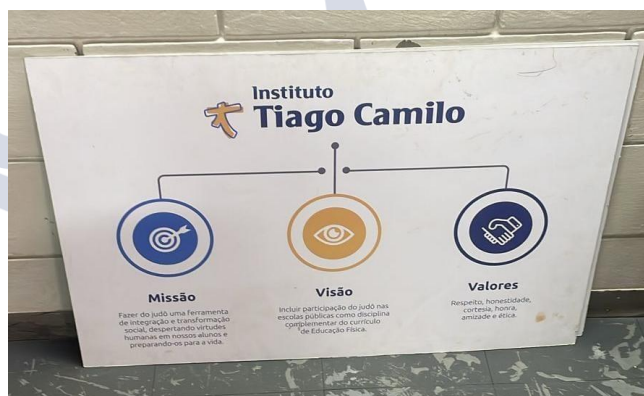 Instituto
Tiago Camilo
Missão
Fazer do judô uma ferramenta
de integração e transformação
social, despertando virtudes
humanas em nossos alunos e
preparando-os para a vida.
Visão
Incluir participação do judô nas
escolas públicas como disciplina
complementar do currículo
de Educação Física.
Valores
Respeito, honestidade,
cortesia, honra,
amizade e ética.